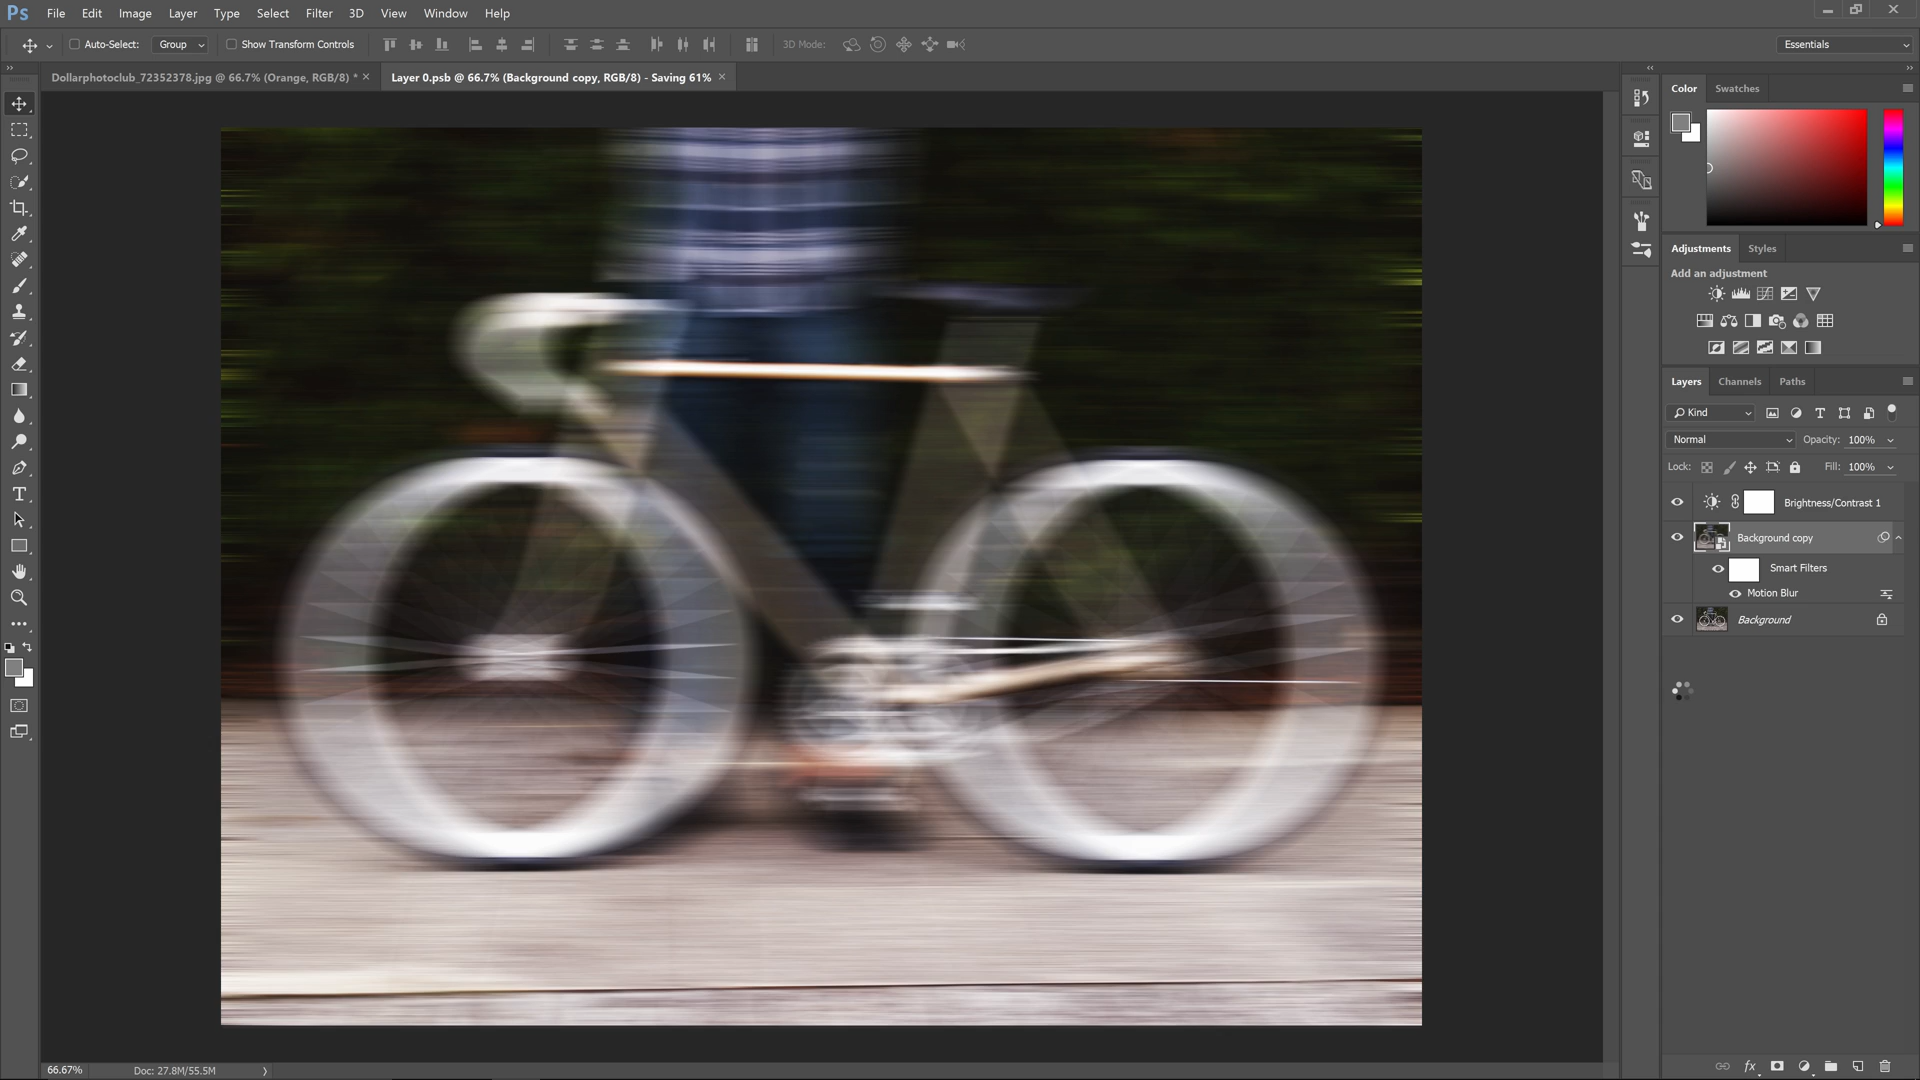 Ps File Edit Image Layer Type Select Filter 3D View Window Help
Auto-Select: Group Show Transform Controls 3D Mode: Essentials
Dollarphotoclub_72352378.jpg @ 66.7% (Orange, RGB/8) * × Layer 0.psb @ 66.7% (Background copy, RGB/8) - Saving 61% ×
Color Swatches
Adjustments Styles
Add an adjustment
Layers Channels Paths
Kind
Normal Opacity: 100%
Lock: Fill: 100%
Brightness/Contrast 1
Background copy
Smart Filters
Motion Blur
Background
66.67% Doc: 27.8M/55.5M
fx